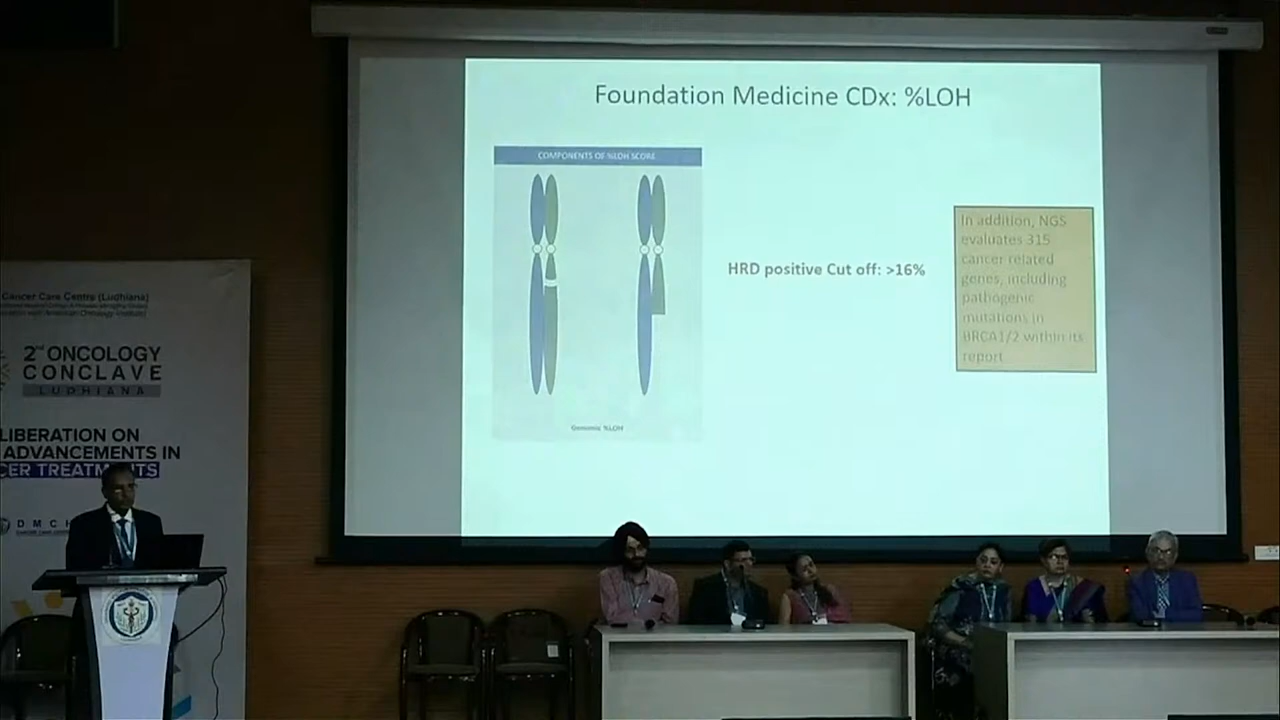 Foundation Medicine CDx: %LOH
COMPONENTS OF %LOH SCORE
Genomic %LOH
HRD positive Cut off: >16%
In addition, NGS
evaluates 315
cancer related
genes, including
pathogenic
mutations in
BRCA1/2 within its
report
Cancer Care Centre (Ludhiana)
2nd ONCOLOGY
CONCLAVE
LUDHIANA
LIBERATION ON
ADVANCEMENTS IN
CER TREATMENTS
D M C H